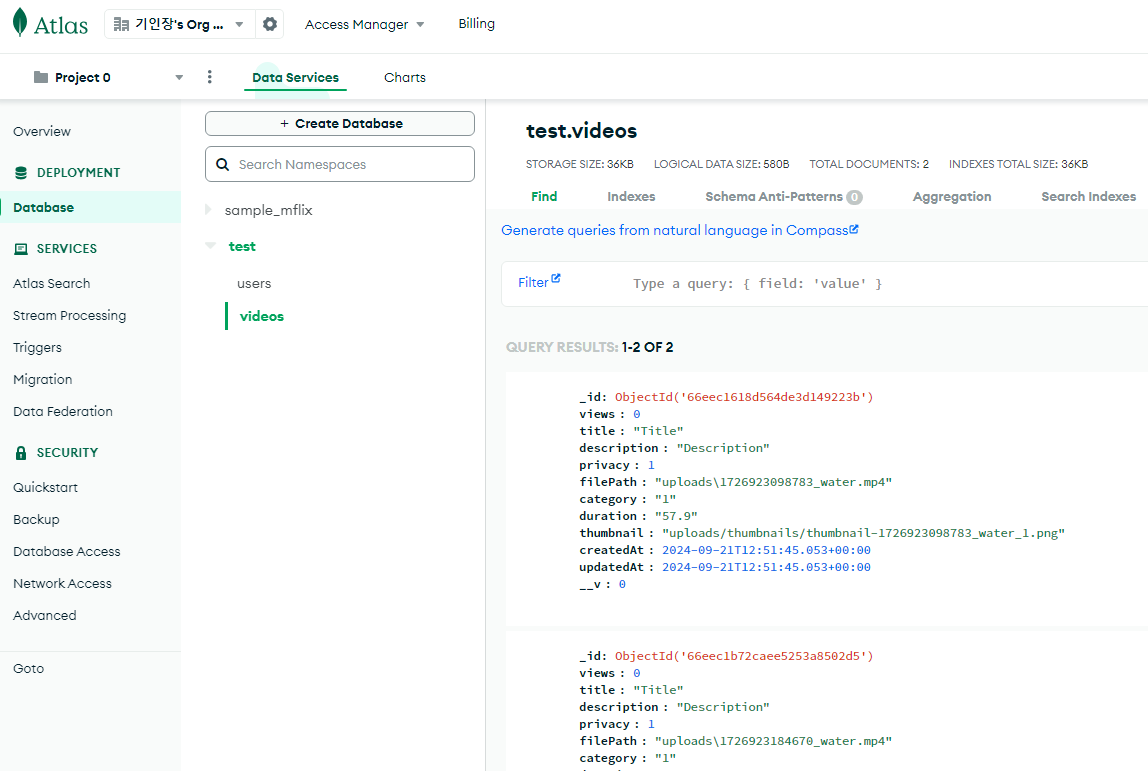 Atlas
기인장's Org ...
Access Manager
Billing
Project 0
Data Services
Charts
Overview
DEPLOYMENT
Database
SERVICES
Atlas Search
Stream Processing
Triggers
Migration
Data Federation
SECURITY
Quickstart
Backup
Database Access
Network Access
Advanced
Goto
+ Create Database
Search Namespaces
sample_mflix
test
users
videos
test.videos
STORAGE SIZE: 36KB LOGICAL DATA SIZE: 580B TOTAL DOCUMENTS: 2 INDEXES TOTAL SIZE: 36KB
Find Indexes Schema Anti-Patterns 0 Aggregation Search Indexes
Generate queries from natural language in Compass
Filter Type a query: { field: 'value' }
QUERY RESULTS: 1-2 OF 2
_id: ObjectId('66eec1618d564de3d149223b')
views : 0
title : "Title"
description : "Description"
privacy : 1
filePath : "uploads\1726923098783_water.mp4"
category : "1"
duration : "57.9"
thumbnail : "uploads/thumbnails/thumbnail-1726923098783_water_1.png"
createdAt : 2024-09-21T12:51:45.053+00:00
updatedAt : 2024-09-21T12:51:45.053+00:00
__v : 0
_id: ObjectId('66eec1b72caee5253a8502d5')
views : 0
title : "Title"
description : "Description"
privacy : 1
filePath : "uploads\1726923184670_water.mp4"
category : "1"